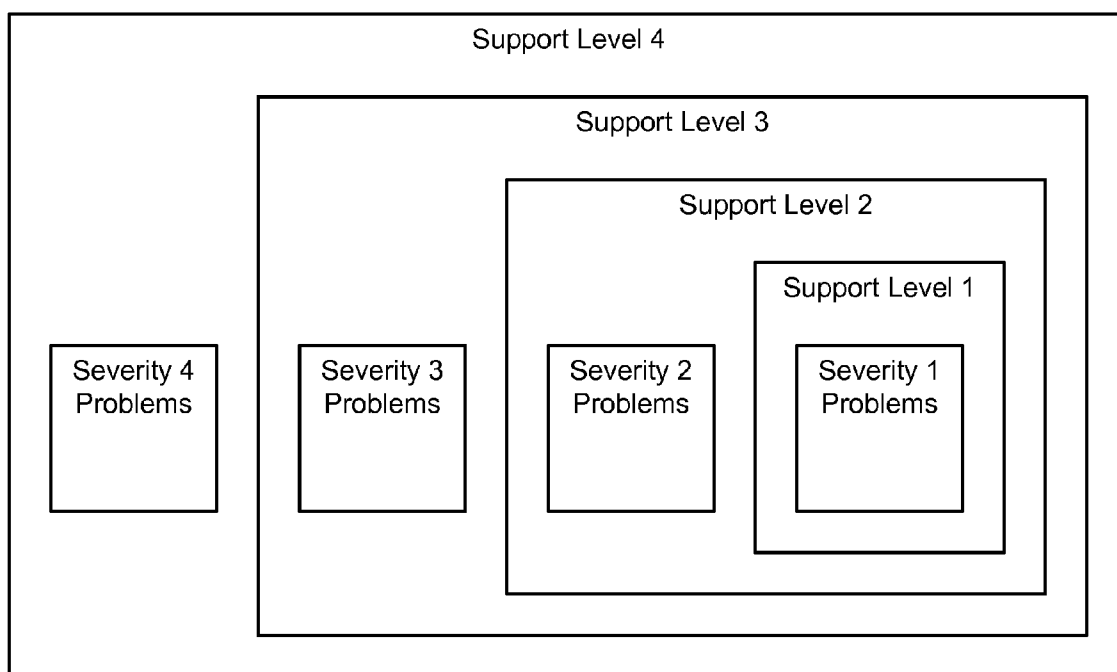 Support Level 4
Support Level 3
Support Level 2
Support Level 1
Severity 4
Problems
Severity 3
Problems
Severity 2
Problems
Severity 1
Problems